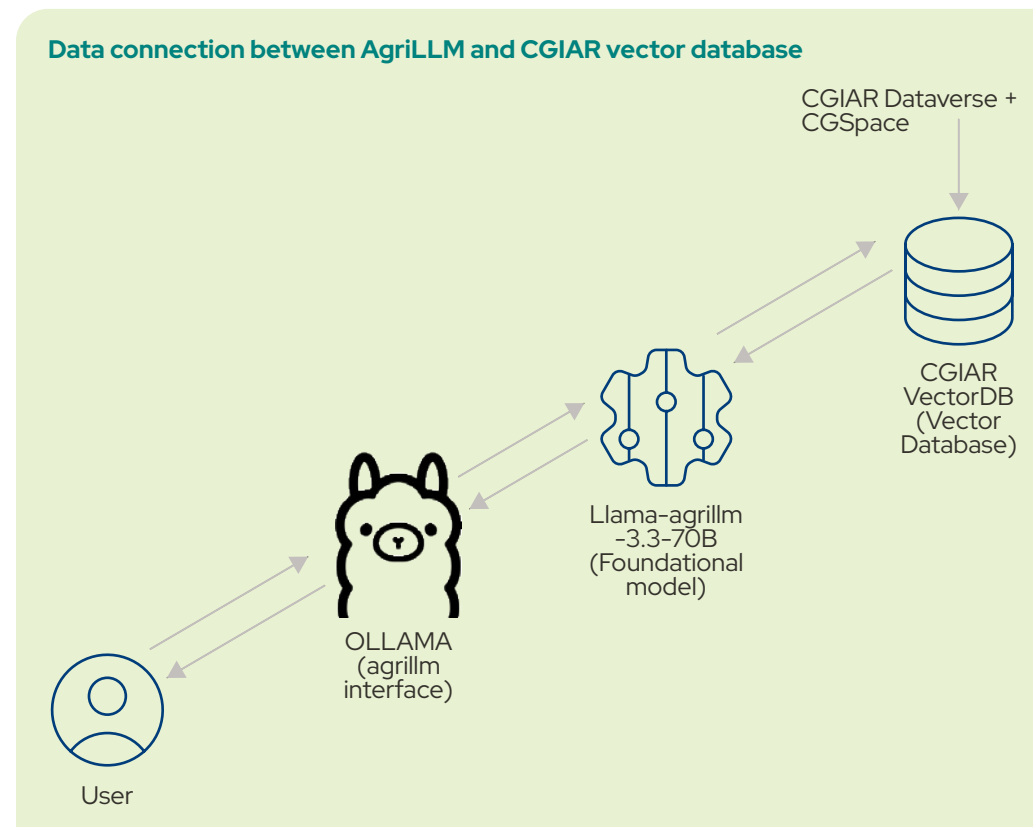 Data connection between AgriLLM and CGIAR vector database
CGIAR Dataverse +
CGSpace
CGIAR
VectorDB
(Vector
Database)
Llama-agrillm
-3.3-70B
(Foundational
model)
OLLAMA
(agrillm
interface)
User